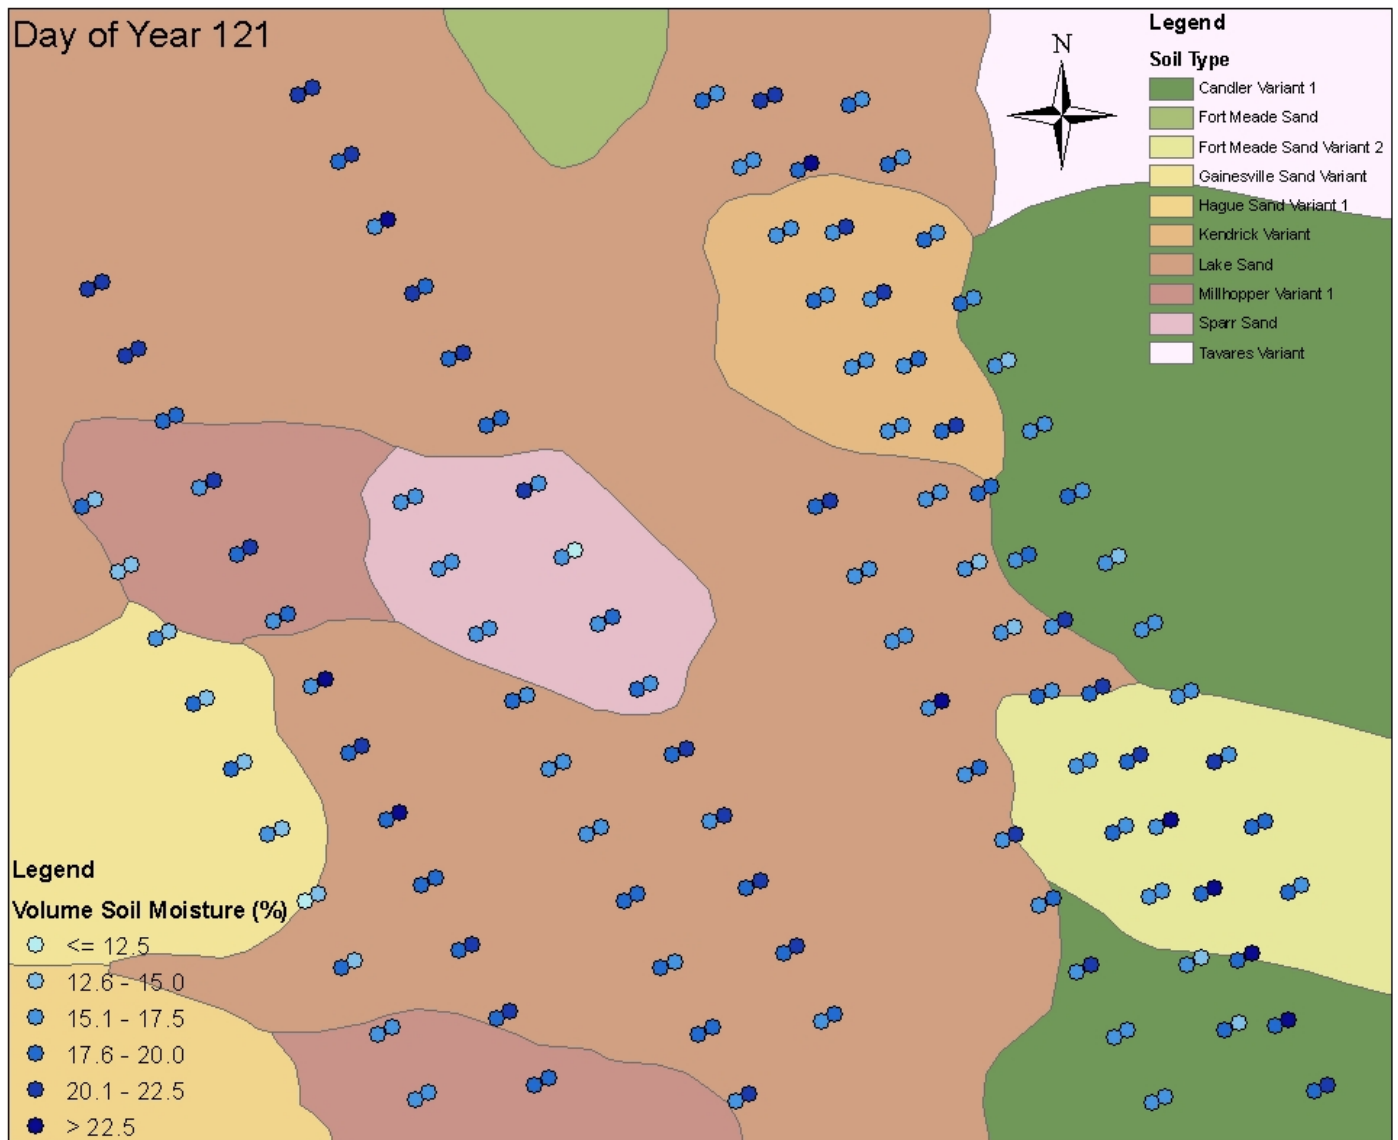 Day of Year 121
N
Legend
Soil Type
Candler Variant 1
Fort Meade Sand
Fort Meade Sand Variant 2
Gainesville Sand Variant
Hague Sand Variant 1
Kendrick Variant
Lake Sand
Millhopper Variant 1
Sparr Sand
Tavares Variant
Legend
Volume Soil Moisture (%)
<= 12.5
12.6 - 15.0
15.1 - 17.5
17.6 - 20.0
20.1 - 22.5
> 22.5